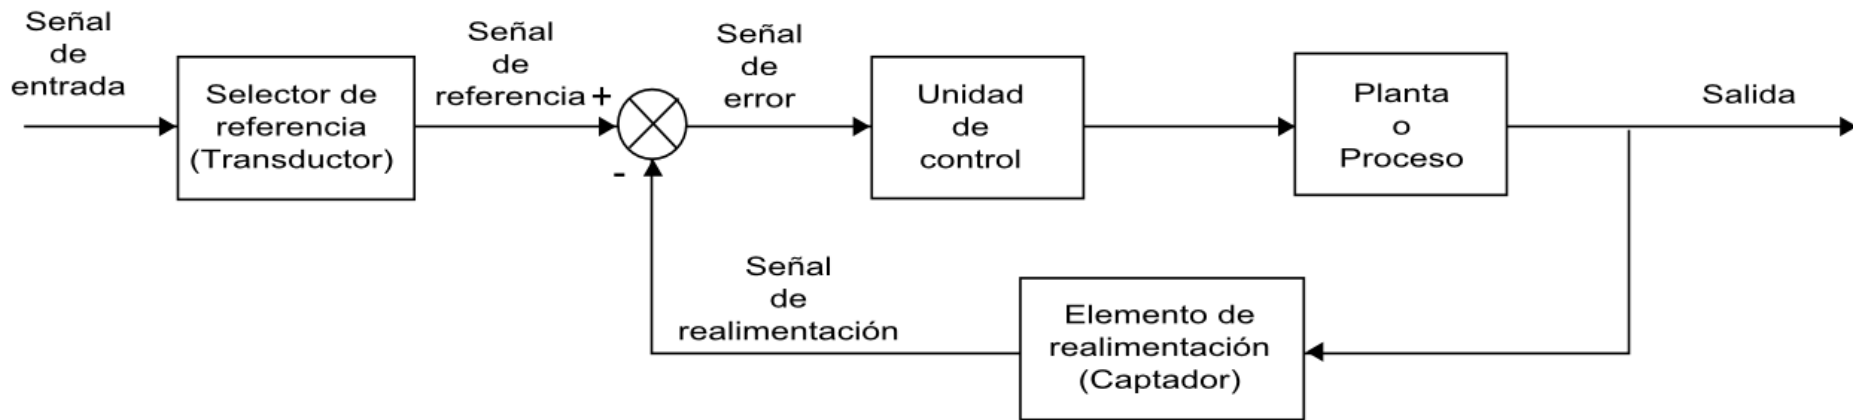 Señal
de
entrada
Selector de
referencia
(Transductor)
Señal
de
referencia +
-
Señal
de
error
Unidad
de
control
Planta
o
Proceso
Salida
Señal
de
realimentación
Elemento de
realimentación
(Captador)